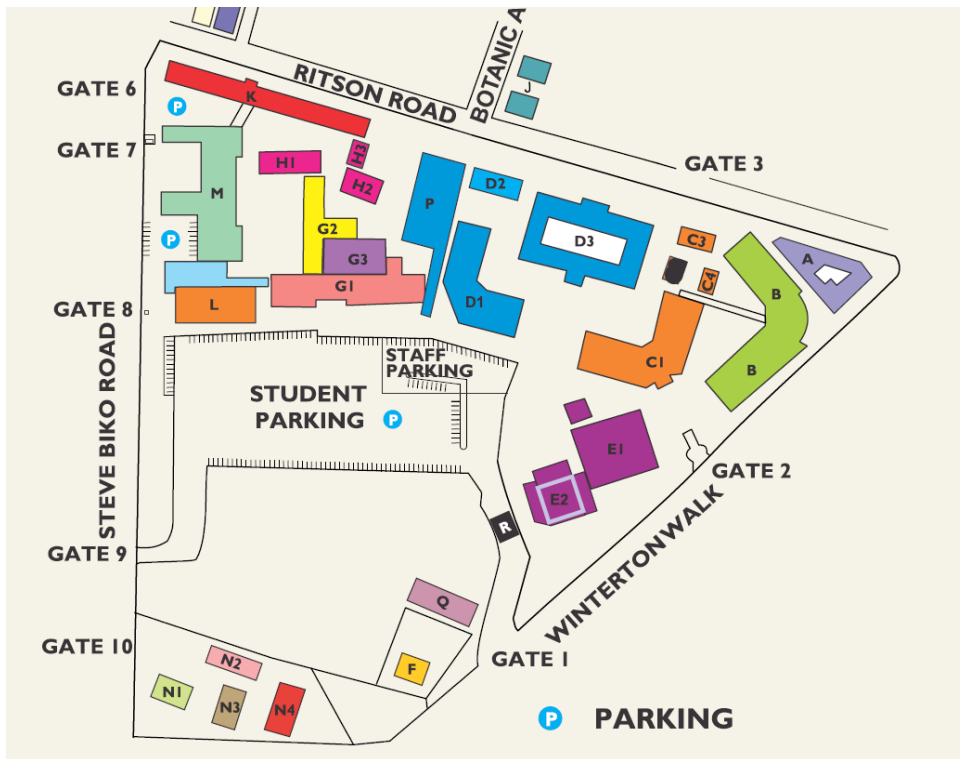 GATE 6
RITSON ROAD
BOTANIC A
J
K
P
GATE 7
H1
H3
H2
GATE 3
M
P
D2
P
G2
D3
C3
A
P
G3
G1
C4
B
L
D1
GATE 8
C1
B
STAFF
PARKING
STUDENT
PARKING
P
STEVE BIKO ROAD
E1
GATE 2
E2
R
WINTERTONWALK
GATE 9
Q
GATE 10
F
GATE 1
N2
N1
N3
N4
P
PARKING